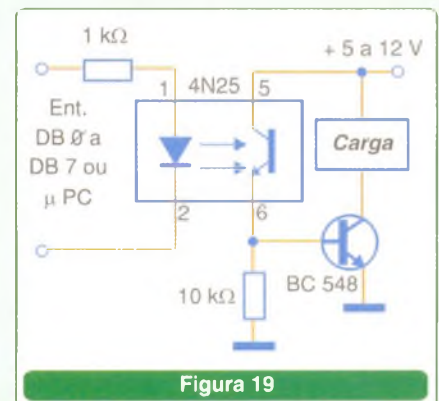 1 kΩ
+ 5 a 12 V
1
4N25
5
Ent.
DB 0 a
DB 7 ou
µ PC
Carga
2
6
10 kΩ
BC 548
Figura 19